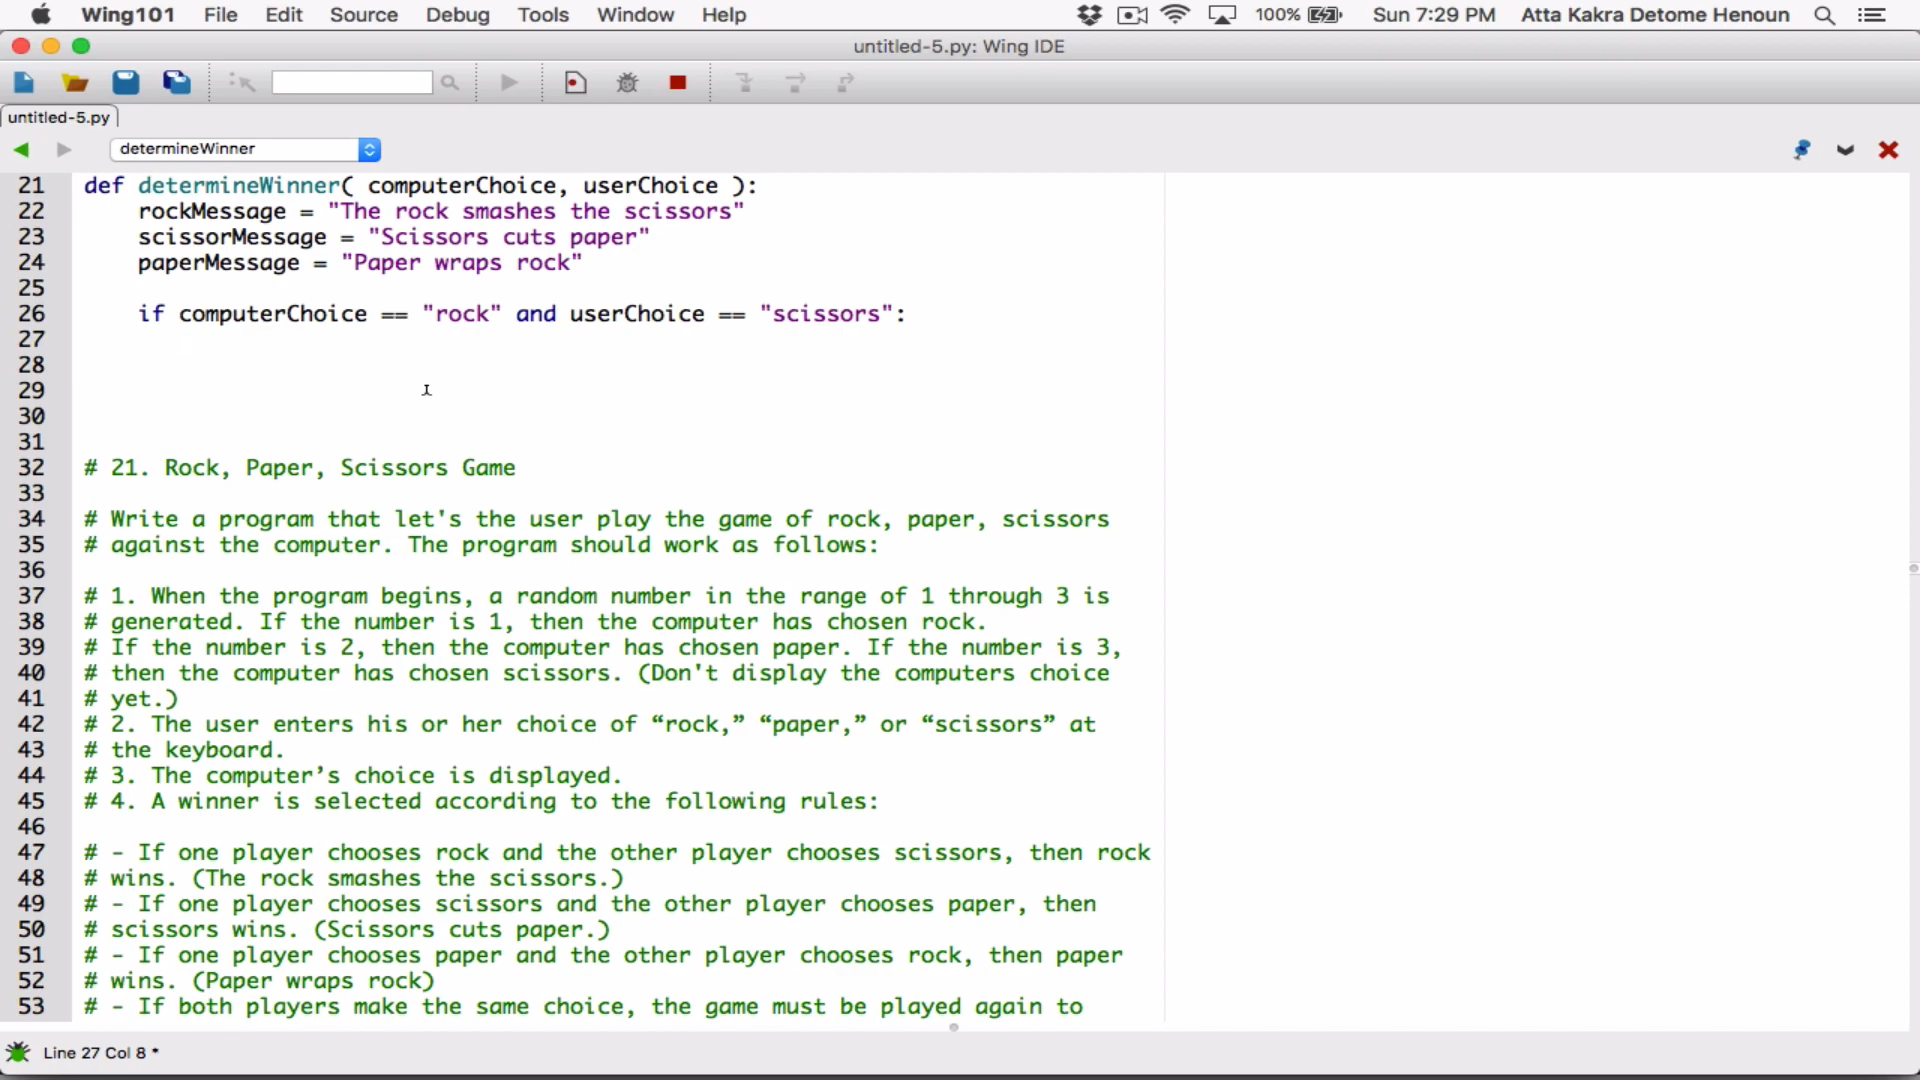 Wing101 File Edit Source Debug Tools Window Help 100% Sun 7:29 PM Atta Kakra Detome Henoun
untitled-5.py: Wing IDE
untitled-5.py
determineWinner
21 def determineWinner( computerChoice, userChoice ):
22 rockMessage = "The rock smashes the scissors"
23 scissorMessage = "Scissors cuts paper"
24 paperMessage = "Paper wraps rock"
25
26 if computerChoice == "rock" and userChoice == "scissors":
27
28
29
30
31
32 # 21. Rock, Paper, Scissors Game
33
34 # Write a program that let's the user play the game of rock, paper, scissors
35 # against the computer. The program should work as follows:
36
37 # 1. When the program begins, a random number in the range of 1 through 3 is
38 # generated. If the number is 1, then the computer has chosen rock.
39 # If the number is 2, then the computer has chosen paper. If the number is 3,
40 # then the computer has chosen scissors. (Don't display the computers choice
41 # yet.)
42 # 2. The user enters his or her choice of “rock,” “paper,” or “scissors” at
43 # the keyboard.
44 # 3. The computer’s choice is displayed.
45 # 4. A winner is selected according to the following rules:
46
47 # - If one player chooses rock and the other player chooses scissors, then rock
48 # wins. (The rock smashes the scissors.)
49 # - If one player chooses scissors and the other player chooses paper, then
50 # scissors wins. (Scissors cuts paper.)
51 # - If one player chooses paper and the other player chooses rock, then paper
52 # wins. (Paper wraps rock)
53 # - If both players make the same choice, the game must be played again to
Line 27 Col 8 *